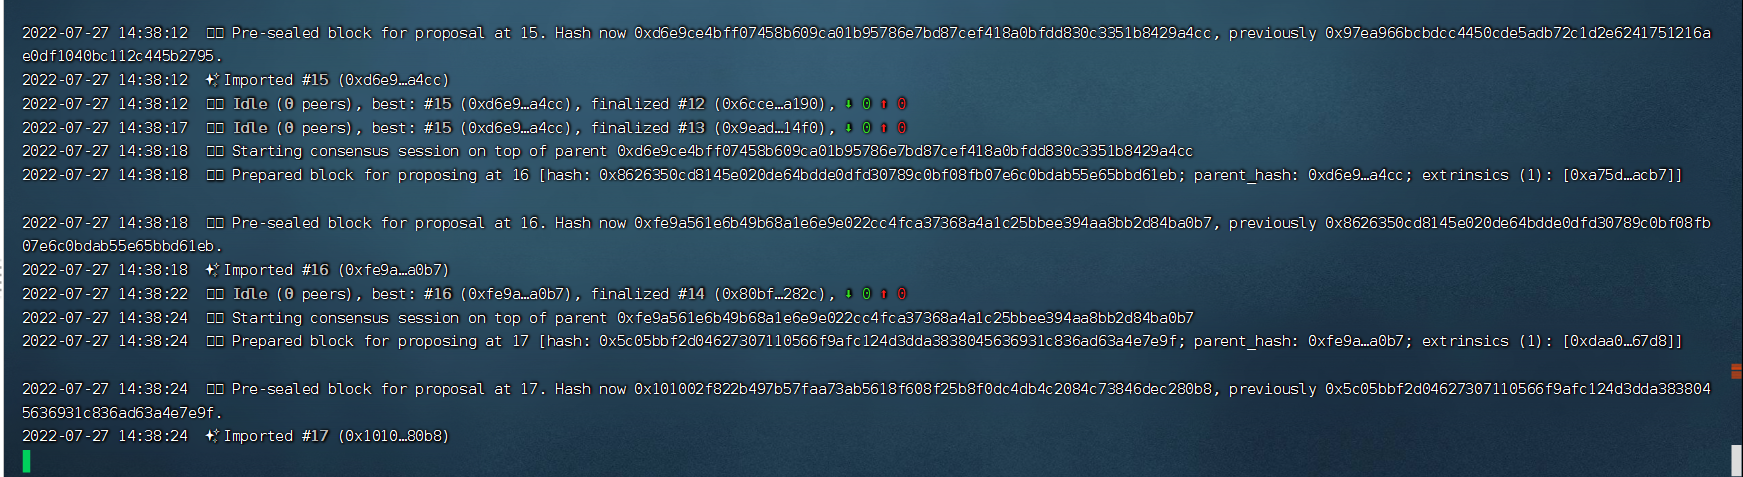 2022-07-27 14:38:12 Pre-sealed block for proposal at 15. Hash now 0xd6e9ce4bff07458b609ca01b95786e7bd87cef418a0bfdd830c3351b8429a4cc, previously 0x97ea966bcbdcc4450cde5adb72c1d2e6241751216a
e0df1040bc112c445b2795.
2022-07-27 14:38:12 ✨ Imported #15 (0xd6e9…a4cc)
2022-07-27 14:38:12 Idle (0 peers), best: #15 (0xd6e9…a4cc), finalized #12 (0x6cce…a190), ⬇ 0 ⬆ 0
2022-07-27 14:38:17 Idle (0 peers), best: #15 (0xd6e9…a4cc), finalized #13 (0x9ead…14f0), ⬇ 0 ⬆ 0
2022-07-27 14:38:18 Starting consensus session on top of parent 0xd6e9ce4bff07458b609ca01b95786e7bd87cef418a0bfdd830c3351b8429a4cc
2022-07-27 14:38:18 Prepared block for proposing at 16 [hash: 0x8626350cd8145e020de64bdde0dfd30789c0bf08fb07e6c0bdab55e65bbd61eb; parent_hash: 0xd6e9…a4cc; extrinsics (1): [0xa75d…acb7]]
2022-07-27 14:38:18 Pre-sealed block for proposal at 16. Hash now 0xfe9a561e6b49b68a1e6e9e022cc4fca37368a4a1c25bbee394aa8bb2d84ba0b7, previously 0x8626350cd8145e020de64bdde0dfd30789c0bf08fb
07e6c0bdab55e65bbd61eb.
2022-07-27 14:38:18 ✨ Imported #16 (0xfe9a…a0b7)
2022-07-27 14:38:22 Idle (0 peers), best: #16 (0xfe9a…a0b7), finalized #14 (0x80bf…282c), ⬇ 0 ⬆ 0
2022-07-27 14:38:24 Starting consensus session on top of parent 0xfe9a561e6b49b68a1e6e9e022cc4fca37368a4a1c25bbee394aa8bb2d84ba0b7
2022-07-27 14:38:24 Prepared block for proposing at 17 [hash: 0x5c05bbf2d04627307110566f9afc124d3dda3838045636931c836ad63a4e7e9f; parent_hash: 0xfe9a…a0b7; extrinsics (1): [0xdaa0…67d8]]
2022-07-27 14:38:24 Pre-sealed block for proposal at 17. Hash now 0x101002f822b497b57faa73ab5618f608f25b8f0dc4db4c2084c73846dec280b8, previously 0x5c05bbf2d04627307110566f9afc124d3dda383804
5636931c836ad63a4e7e9f.
2022-07-27 14:38:24 ✨ Imported #17 (0x1010…80b8)